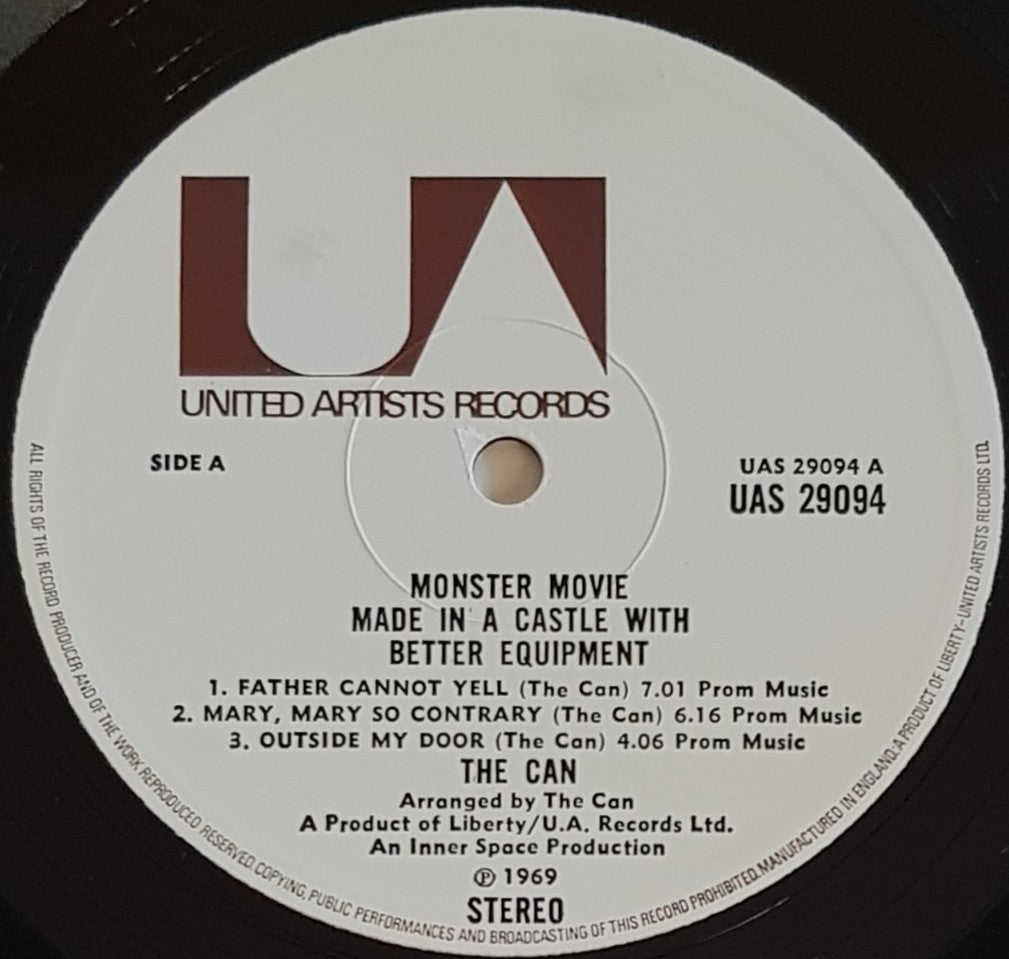 UA
UNITED ARTISTS RECORDS
SIDE A
UAS 29094 A
UAS 29094
MONSTER MOVIE
MADE IN A CASTLE WITH
BETTER EQUIPMENT
1. FATHER CANNOT YELL (The Can) 7.01 Prom Music
2. MARY, MARY SO CONTRARY (The Can) 6.16 Prom Music
3. OUTSIDE MY DOOR (The Can) 4.06 Prom Music
THE CAN
Arranged by The Can
A Product of Liberty/U.A. Records Ltd.
An Inner Space Production
℗ 1969
STEREO
ALL RIGHTS OF THE RECORD PRODUCER AND OF THE WORK REPRODUCED RESERVED. COPYING, PUBLIC PERFORMANCES AND BROADCASTING OF THIS RECORD PROHIBITED. MANUFACTURED IN ENGLAND. A PRODUCT OF LIBERTY-UNITED ARTISTS RECORDS LTD.